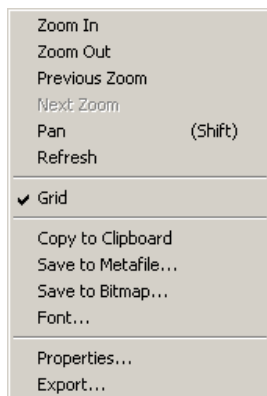 Zoom In
Zoom Out
Previous Zoom
Next Zoom
Pan (Shift)
Refresh
Grid
Copy to Clipboard
Save to Metafile...
Save to Bitmap...
Font...
Properties...
Export...